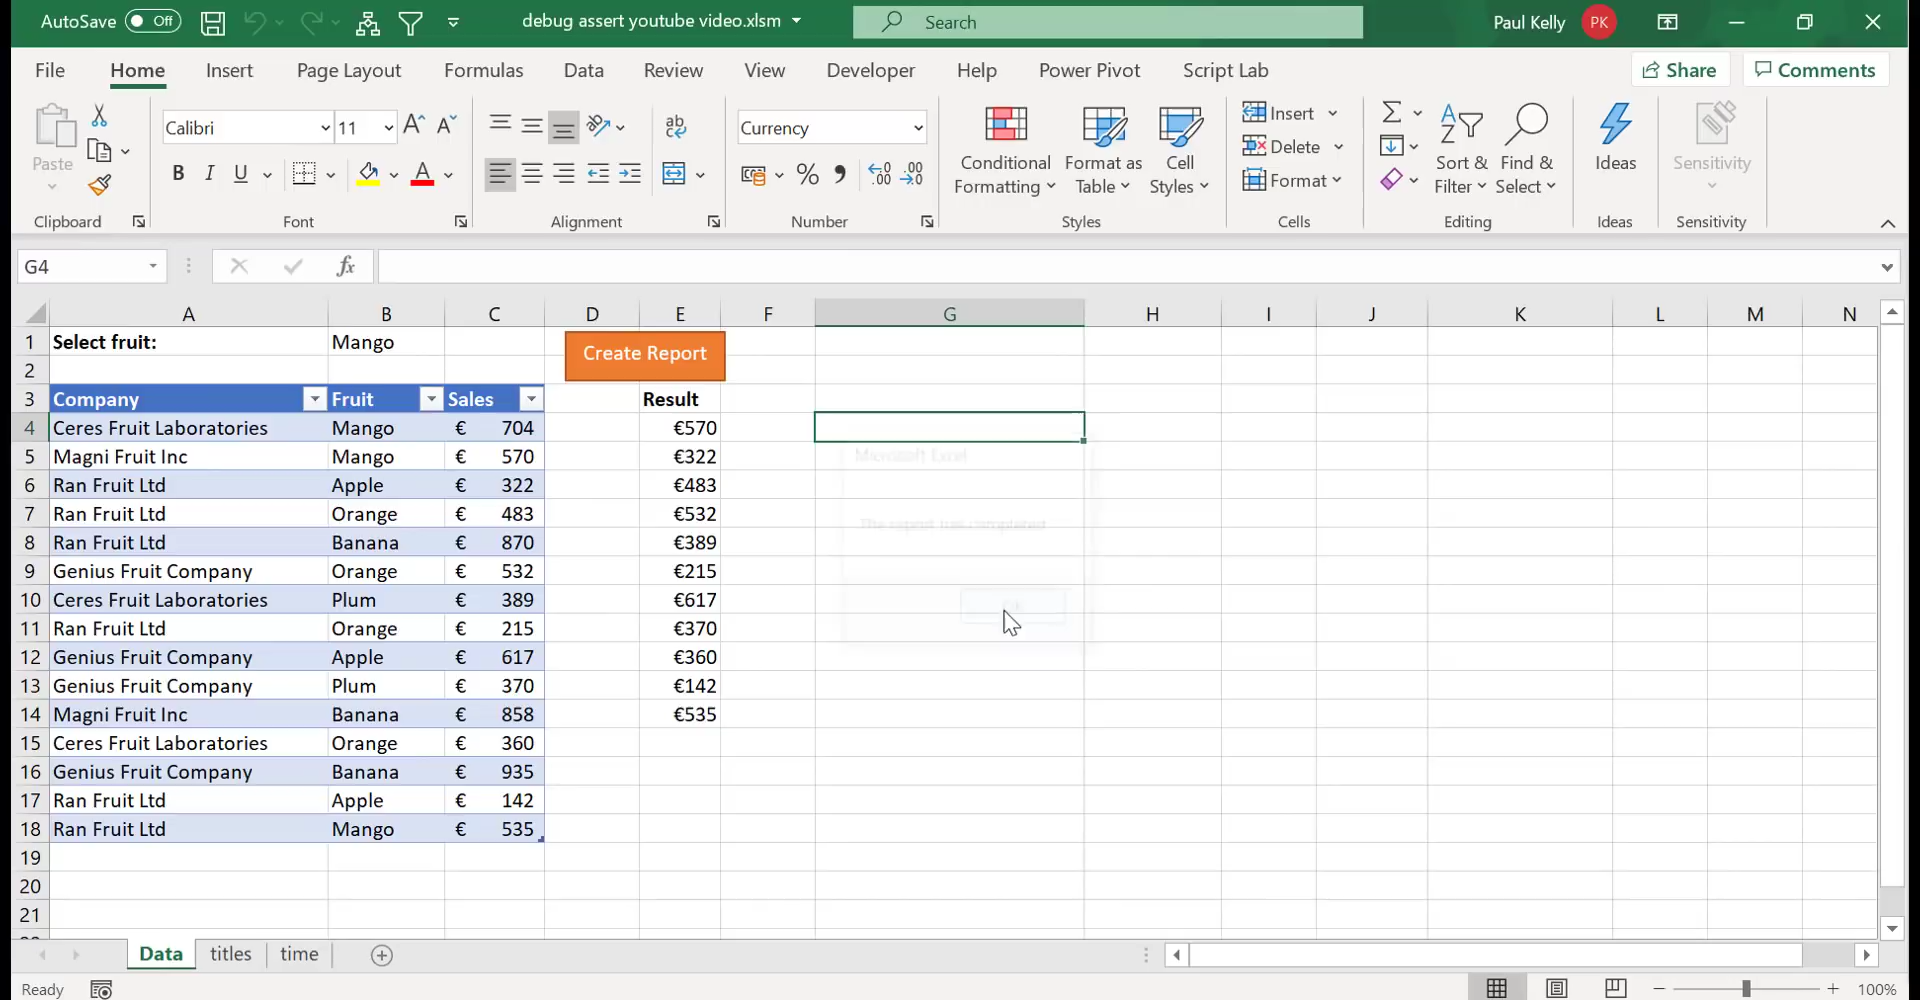 AutoSave Off debug assert youtube video.xlsm Search Paul Kelly PK
File Home Insert Page Layout Formulas Data Review View Developer Help Power Pivot Script Lab Share Comments
Paste Calibri 11 Currency Conditional Formatting Format as Table Cell Styles Insert Delete Format Sort & Filter Find & Select Ideas Sensitivity
Clipboard Font Alignment Number Styles Cells Editing Ideas Sensitivity
G4 fx
A B C D E F G H I J K L M N
1 Select fruit: Mango Create Report
2
3 Company Fruit Sales Result
4 Ceres Fruit Laboratories Mango € 704 €570
Microsoft Excel
5 Magni Fruit Inc Mango € 570 €322
6 Ran Fruit Ltd Apple € 322 €483
7 Ran Fruit Ltd Orange € 483 €532
The report has completed
8 Ran Fruit Ltd Banana € 870 €389
9 Genius Fruit Company Orange € 532 €215
10 Ceres Fruit Laboratories Plum € 389 €617
11 Ran Fruit Ltd Orange € 215 €370
12 Genius Fruit Company Apple € 617 €360
13 Genius Fruit Company Plum € 370 €142
14 Magni Fruit Inc Banana € 858 €535
15 Ceres Fruit Laboratories Orange € 360
16 Genius Fruit Company Banana € 935
17 Ran Fruit Ltd Apple € 142
18 Ran Fruit Ltd Mango € 535
19
20
21
Data titles time
Ready 100%